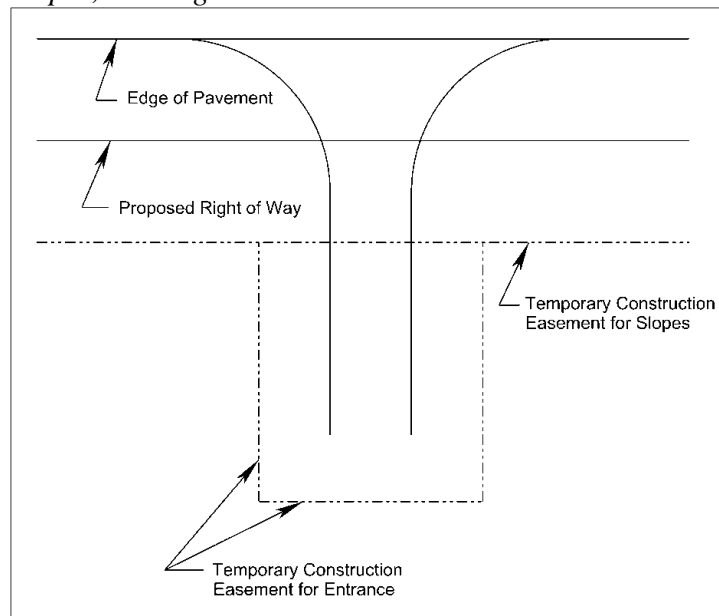 Edge of Pavement
Proposed Right of Way
Temporary Construction
Easement for Slopes
Temporary Construction
Easement for Entrance